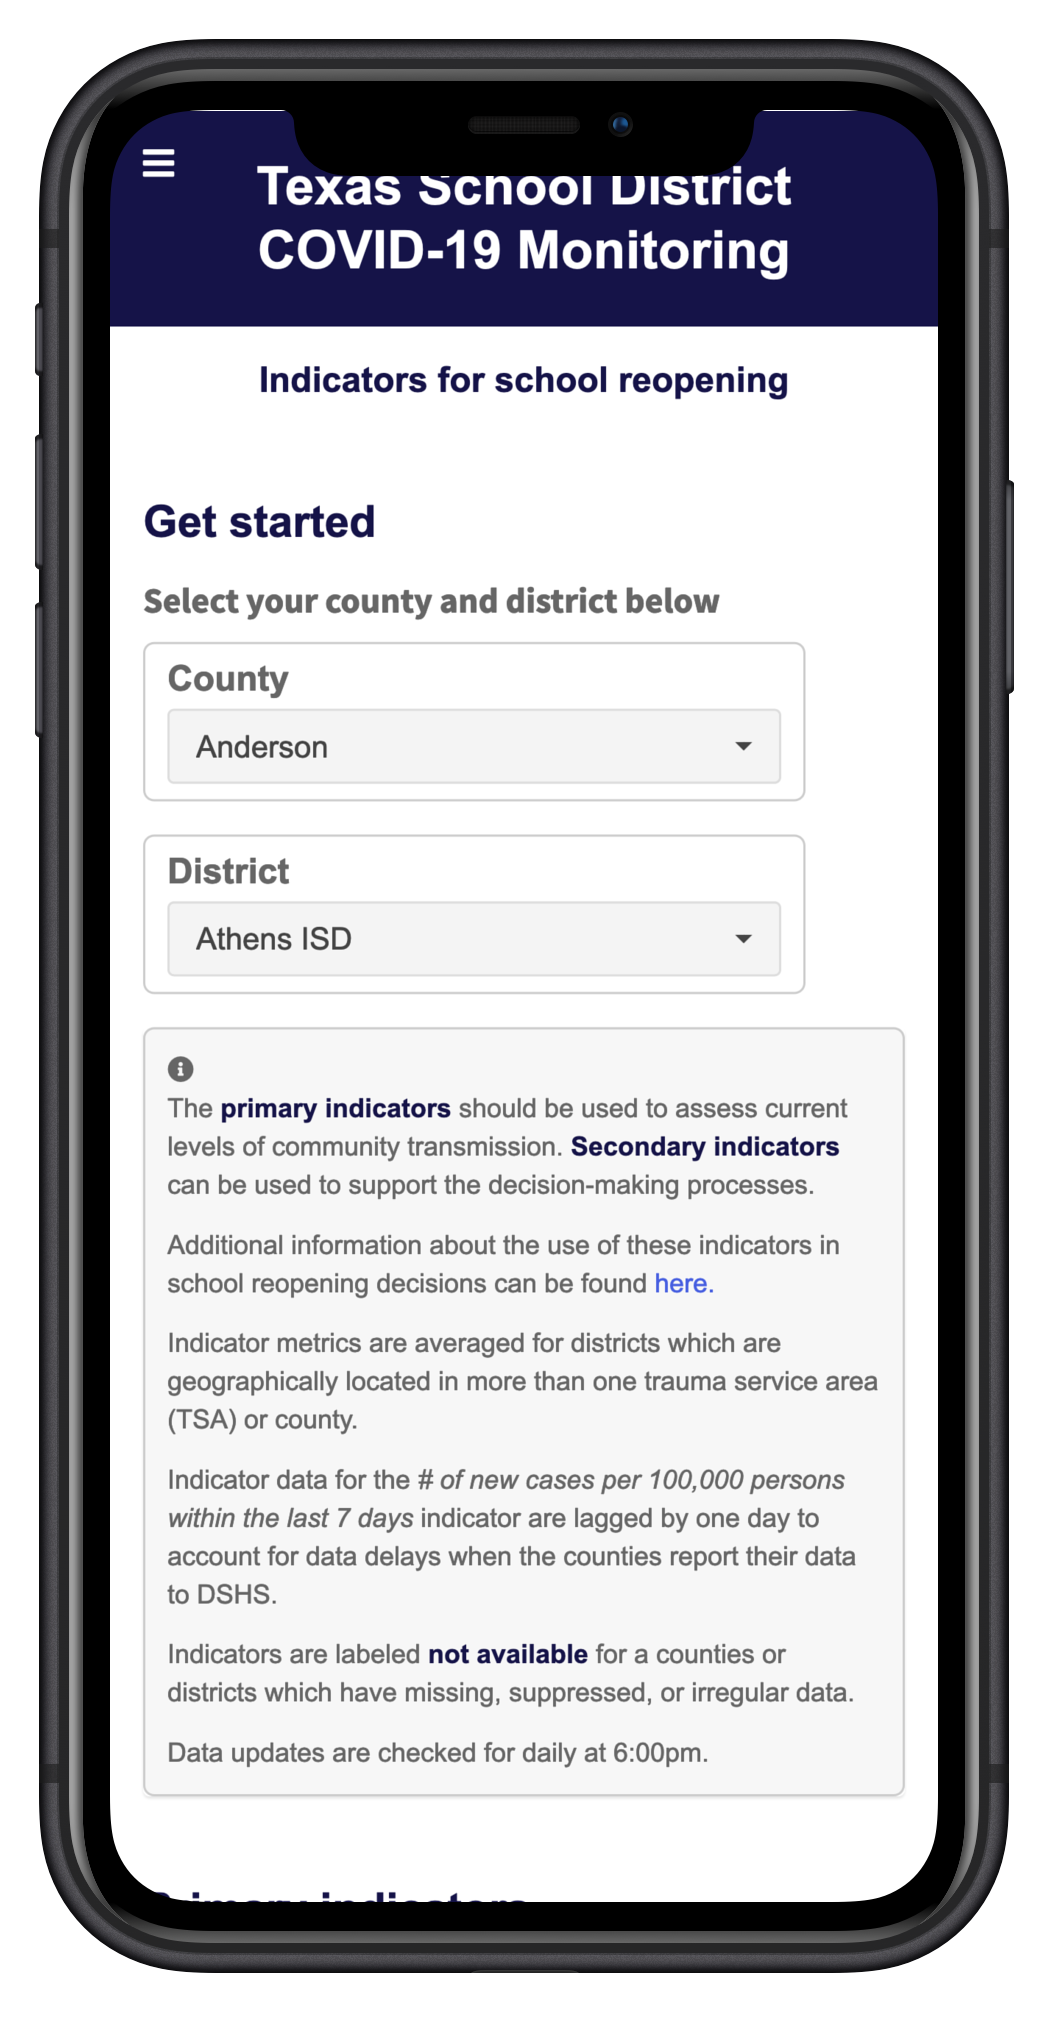 Texas School District
COVID-19 Monitoring
Indicators for school reopening
Get started
Select your county and district below
County
Anderson
District
Athens ISD
The primary indicators should be used to assess current
levels of community transmission. Secondary indicators
can be used to support the decision-making processes.
Additional information about the use of these indicators in
school reopening decisions can be found here.
Indicator metrics are averaged for districts which are
geographically located in more than one trauma service area
(TSA) or county.
Indicator data for the # of new cases per 100,000 persons
within the last 7 days indicator are lagged by one day to
account for data delays when the counties report their data
to DSHS.
Indicators are labeled not available for a counties or
districts which have missing, suppressed, or irregular data.
Data updates are checked for daily at 6:00pm.
Primary indicators